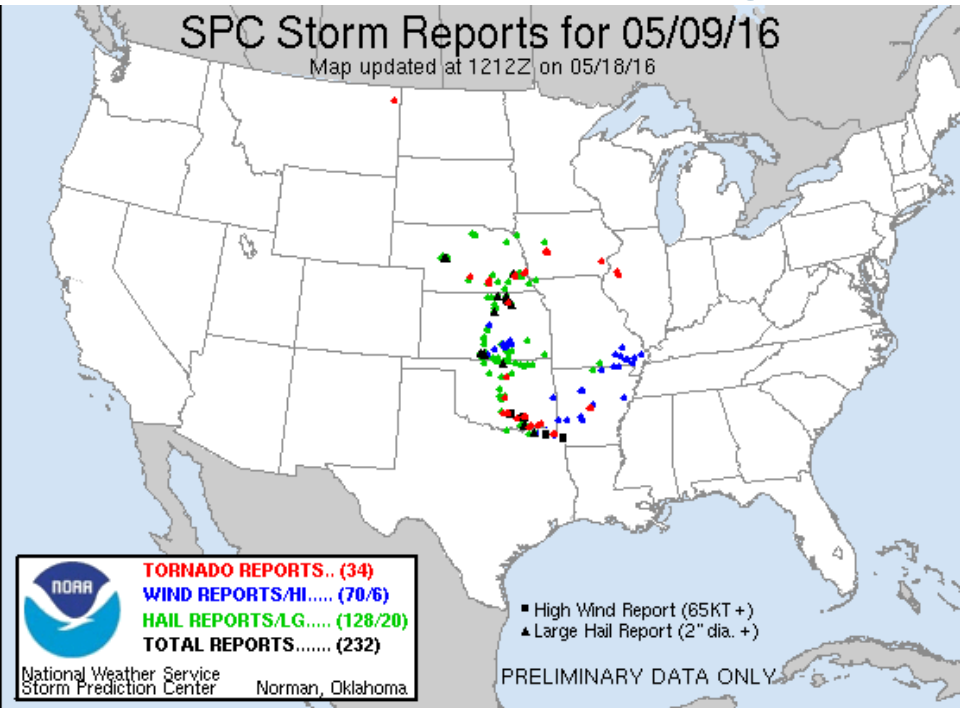 SPC Storm Reports for 05/09/16
Map updated at 1212Z on 05/18/16
NOAA
TORNADO REPORTS.. (34)
WIND REPORTS/HI..... (70/6)
HAIL REPORTS/LG..... (128/20)
TOTAL REPORTS....... (232)
National Weather Service
Storm Prediction Center Norman, Oklahoma
High Wind Report (65KT +)
Large Hail Report (2" dia. +)
PRELIMINARY DATA ONLY